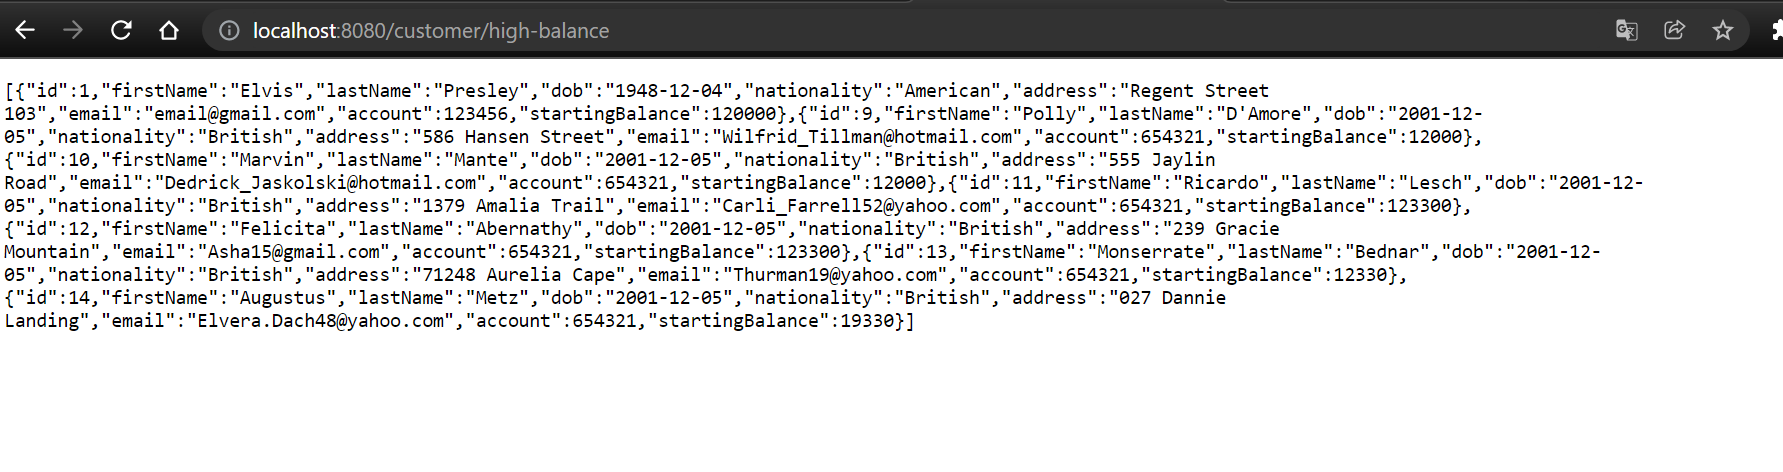 localhost:8080/customer/high-balance
[{"id":1,"firstName":"Elvis","lastName":"Presley","dob":"1948-12-04","nationality":"American","address":"Regent Street
103","email":"email@gmail.com","account":123456,"startingBalance":120000},{"id":9,"firstName":"Polly","lastName":"D'Amore","dob":"2001-12-
05","nationality":"British","address":"586 Hansen Street","email":"Wilfrid_Tillman@hotmail.com","account":654321,"startingBalance":12000},
{"id":10,"firstName":"Marvin","lastName":"Mante","dob":"2001-12-05","nationality":"British","address":"555 Jaylin
Road","email":"Dedrick_Jaskolski@hotmail.com","account":654321,"startingBalance":12000},{"id":11,"firstName":"Ricardo","lastName":"Lesch","dob":"2001-12-
05","nationality":"British","address":"1379 Amalia Trail","email":"Carli_Farrell52@yahoo.com","account":654321,"startingBalance":123300},
{"id":12,"firstName":"Felicita","lastName":"Abernathy","dob":"2001-12-05","nationality":"British","address":"239 Gracie
Mountain","email":"Asha15@gmail.com","account":654321,"startingBalance":123300},{"id":13,"firstName":"Monserrate","lastName":"Bednar","dob":"2001-12-
05","nationality":"British","address":"71248 Aurelia Cape","email":"Thurman19@yahoo.com","account":654321,"startingBalance":12330},
{"id":14,"firstName":"Augustus","lastName":"Metz","dob":"2001-12-05","nationality":"British","address":"027 Dannie
Landing","email":"Elvera.Dach48@yahoo.com","account":654321,"startingBalance":19330}]